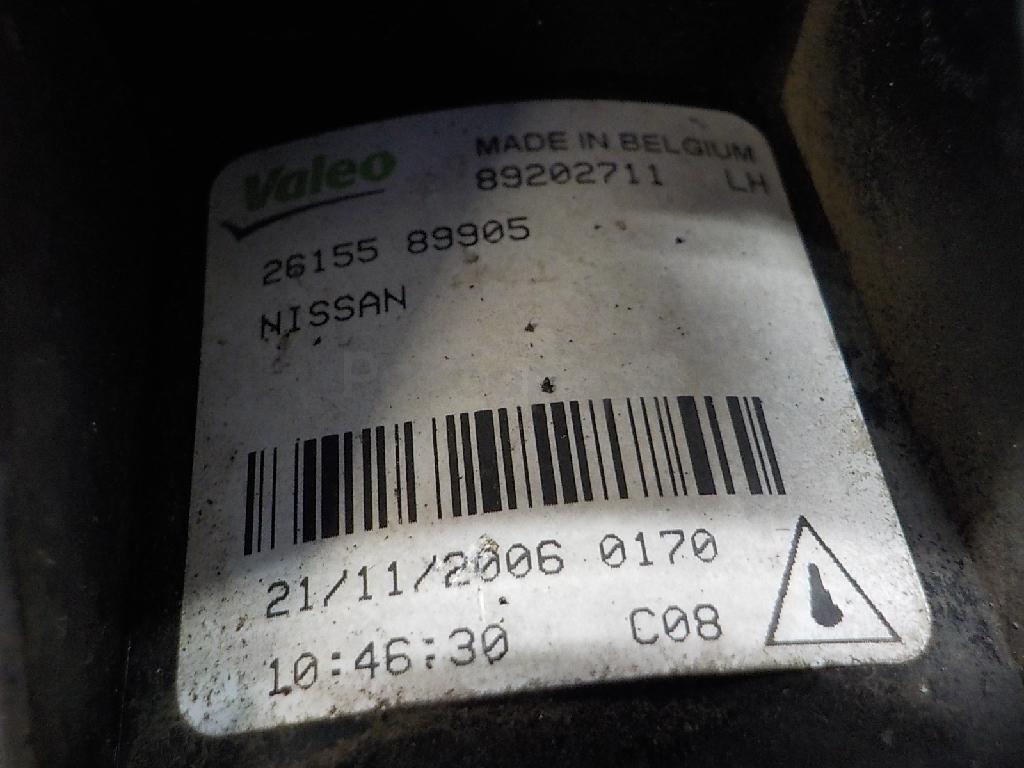 Valeo
MADE IN BELGIUM
89202711 LH
26155 89905
NISSAN
21/11/2006 0170
10:46:30 C08